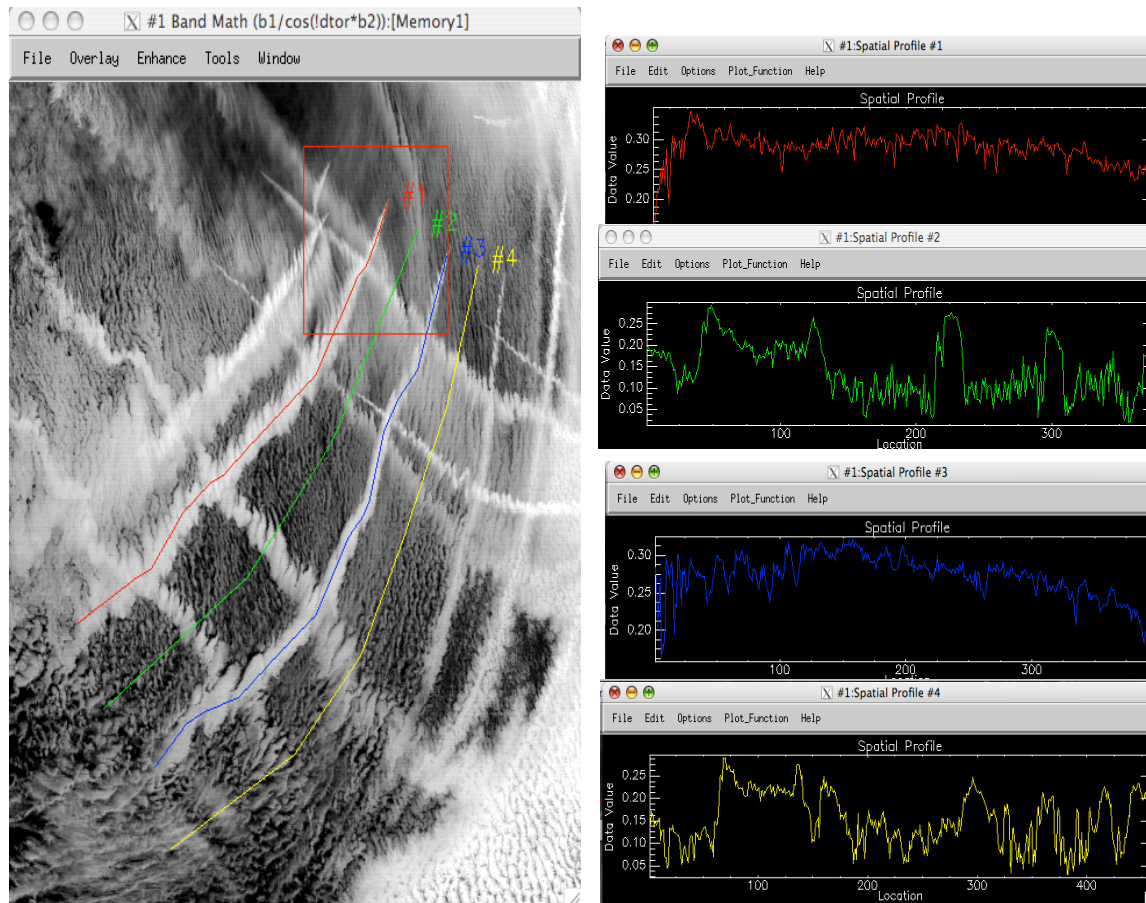 #1 Band Math (b1/cos(!dtor*b2)):[Memory1]
File Overlay Enhance Tools Window
#1
#2
#3
#4
#1:Spatial Profile #1
File Edit Options Plot_Function Help
Spatial Profile
Data Value
0.30
0.25
0.20
#1:Spatial Profile #2
File Edit Options Plot_Function Help
Spatial Profile
Data Value
0.25
0.20
0.15
0.10
0.05
100 200 300
Location
#1:Spatial Profile #3
File Edit Options Plot_Function Help
Spatial Profile
Data Value
0.30
0.25
0.20
100 200 300
Location
#1:Spatial Profile #4
File Edit Options Plot_Function Help
Spatial Profile
Data Value
0.25
0.20
0.15
0.10
0.05
100 200 300 400
Location